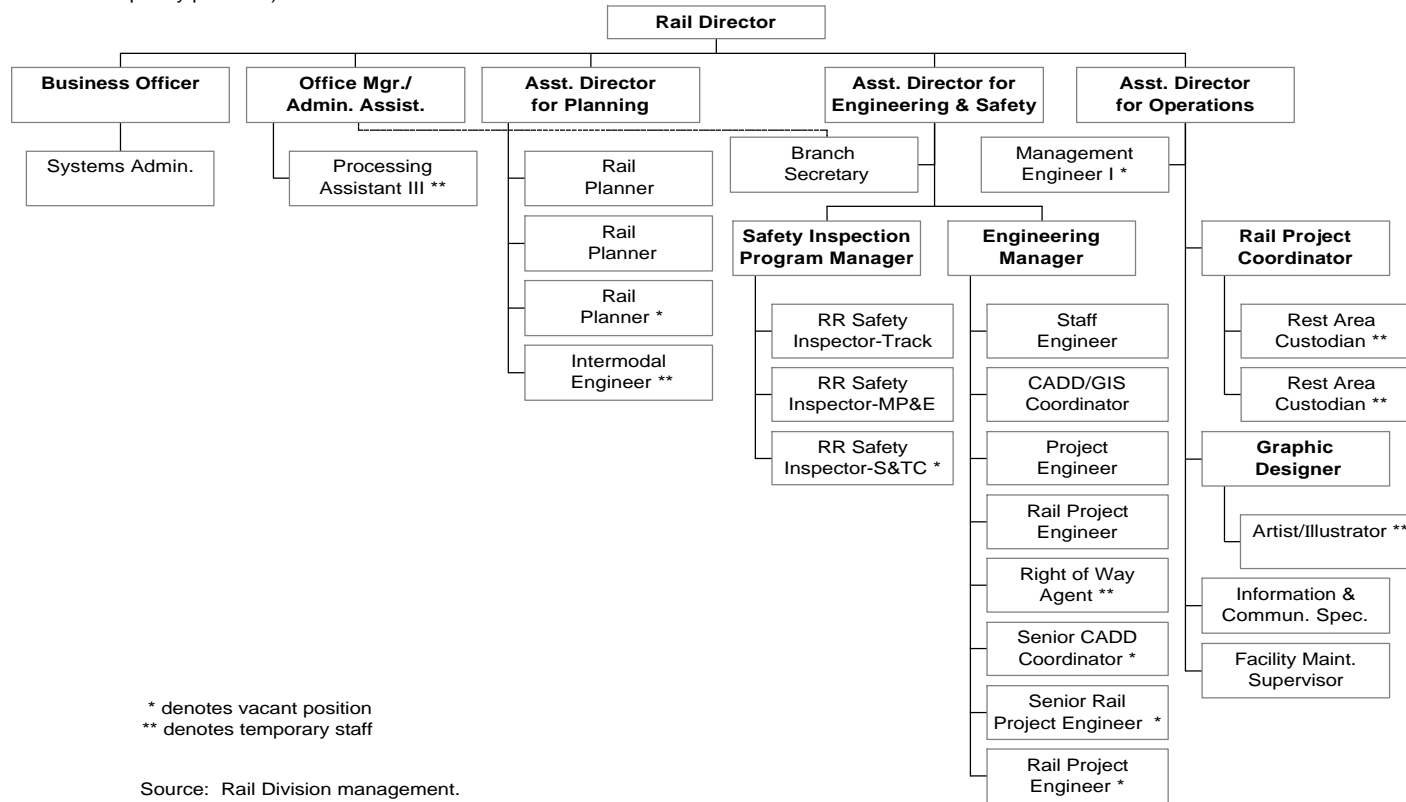 Rail Director
Business Officer
Office Mgr./
Admin. Assist.
Asst. Director
for Planning
Asst. Director for
Engineering & Safety
Asst. Director
for Operations
Systems Admin.
Processing
Assistant III **
Rail
Planner
Branch
Secretary
Management
Engineer I *
Rail
Planner
Safety Inspection
Program Manager
Engineering
Manager
Rail Project
Coordinator
Rail
Planner *
RR Safety
Inspector-Track
Staff
Engineer
Rest Area
Custodian **
Intermodal
Engineer **
RR Safety
Inspector-MP&E
CADD/GIS
Coordinator
Rest Area
Custodian **
RR Safety
Inspector-S&TC *
Project
Engineer
Graphic
Designer
Rail Project
Engineer
Artist/Illustrator **
Right of Way
Agent **
Information &
Commun. Spec.
Senior CADD
Coordinator *
Facility Maint.
Supervisor
Senior Rail
Project Engineer *
Rail Project
Engineer *
* denotes vacant position
** denotes temporary staff
Source: Rail Division management.